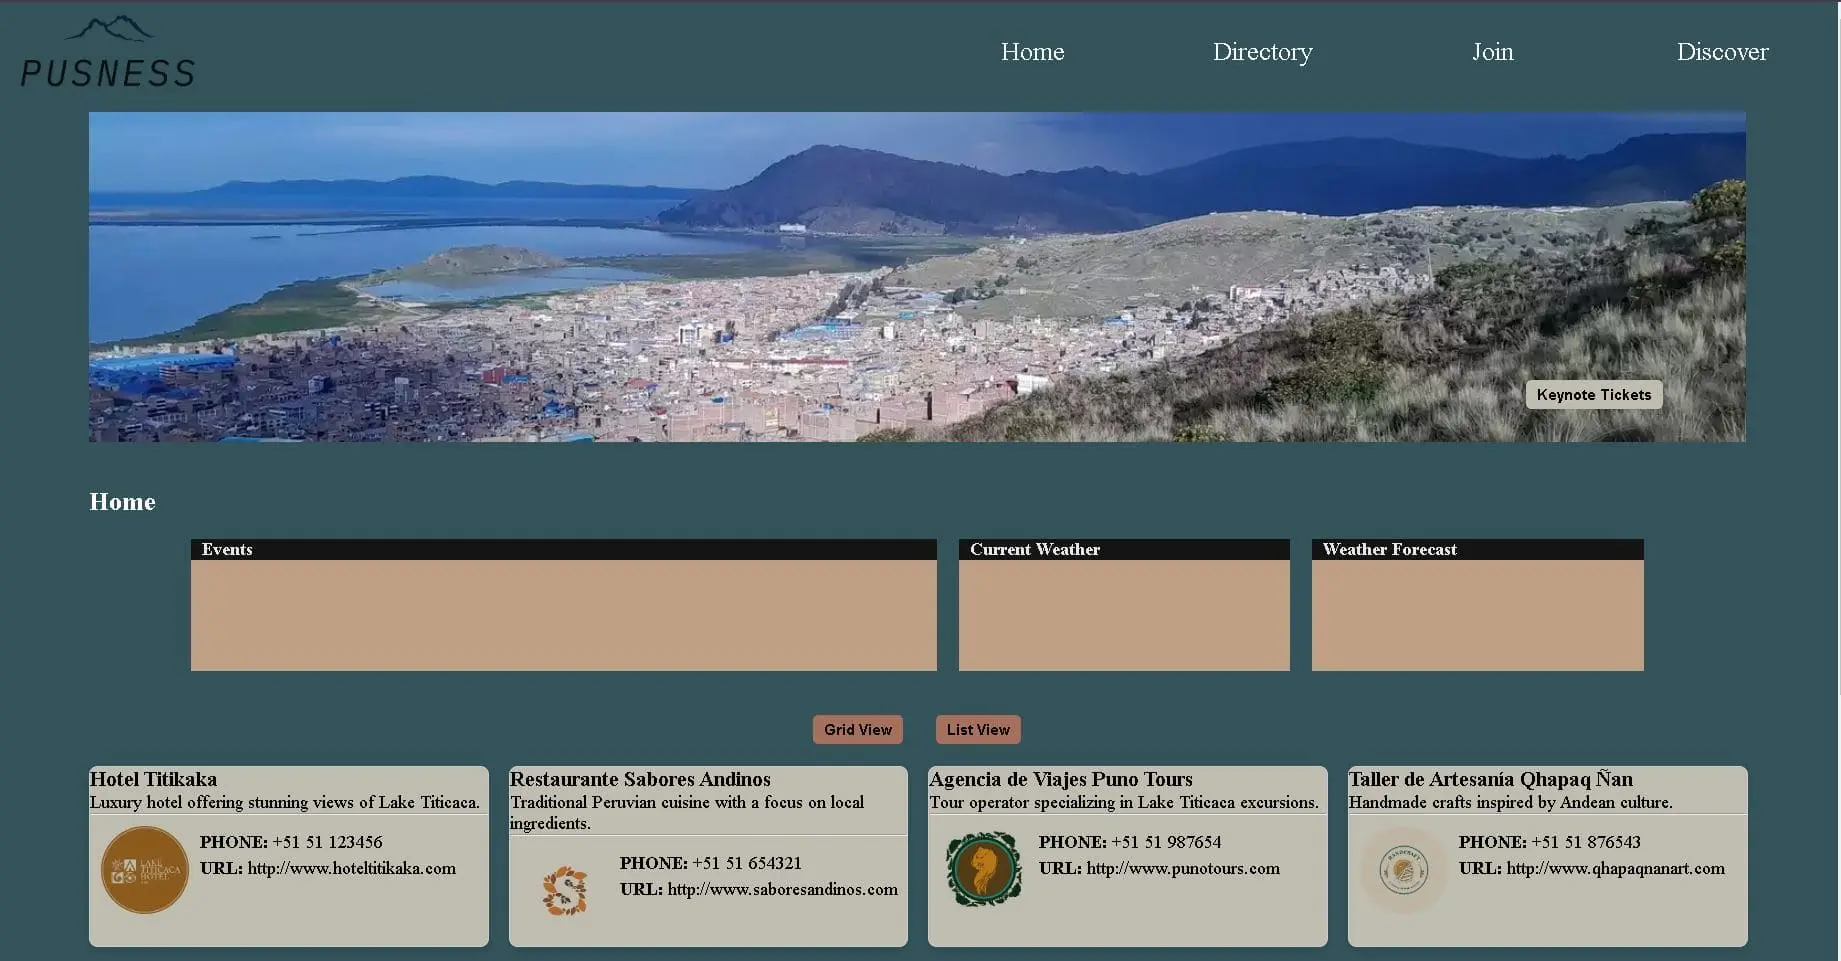 PUSNESS
Home
Directory
Join
Discover
Keynote Tickets
Home
Events
Current Weather
Weather Forecast
Grid View
List View
Hotel Titikaka
Luxury hotel offering stunning views of Lake Titicaca.
LAKE
TITICACA
HOTEL
PHONE: +51 51 123456
URL: http://www.hoteltitikaka.com
Restaurante Sabores Andinos
Traditional Peruvian cuisine with a focus on local
ingredients.
S
PHONE: +51 51 654321
URL: http://www.saboresandinos.com
Agencia de Viajes Puno Tours
Tour operator specializing in Lake Titicaca excursions.
PHONE: +51 51 987654
URL: http://www.punotours.com
Taller de Artesanía Qhapaq Ñan
Handmade crafts inspired by Andean culture.
HANDCRAFT
PHONE: +51 51 876543
URL: http://www.qhapaqnanart.com